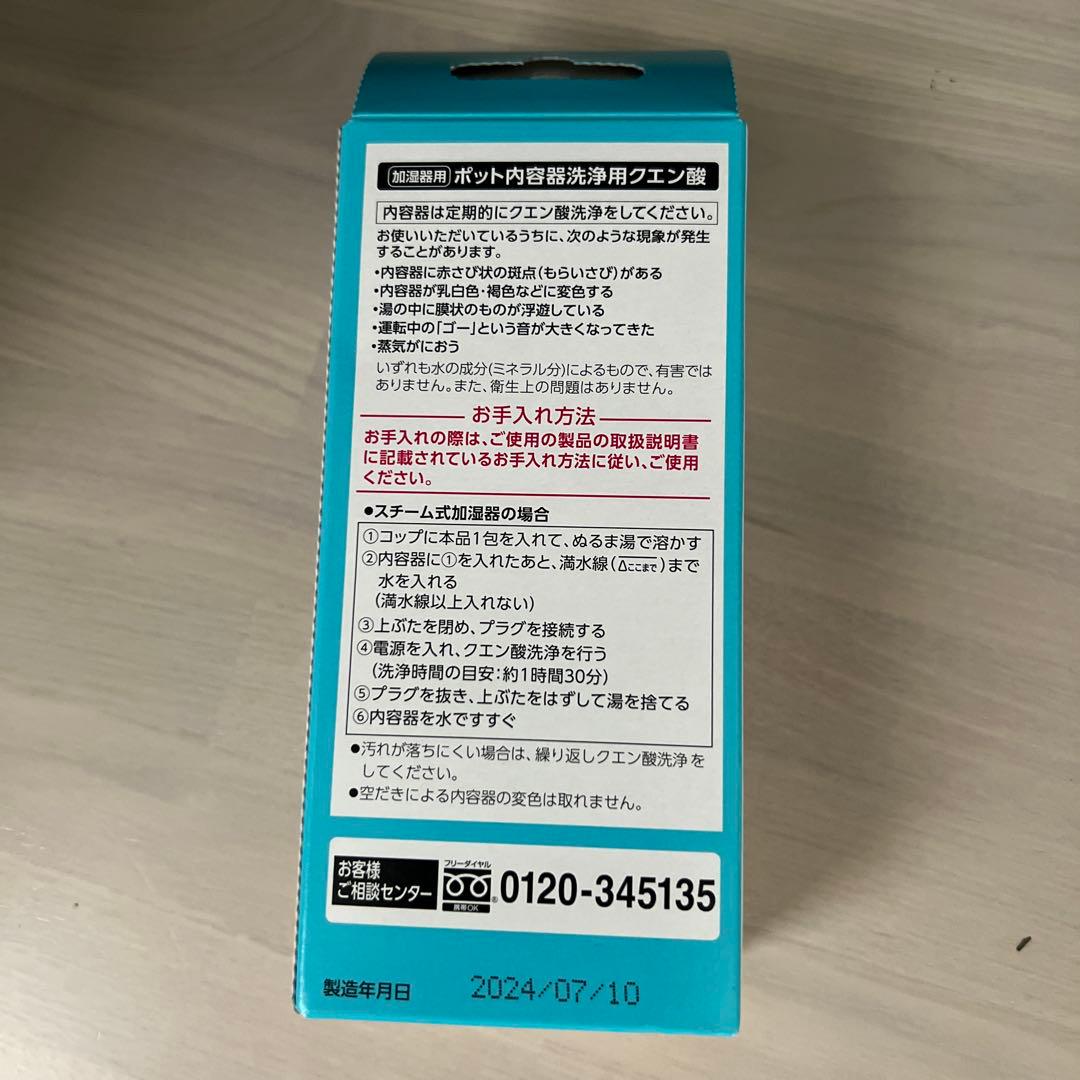 加湿器用 ポット内容器洗浄用クエン酸
内容器は定期的にクエン酸洗浄をしてください。
お使いいただいているうちに、次のような現象が発生
することがあります。
・内容器に赤さび状の斑点(もらいさび)がある
・内容器が乳白色・褐色などに変色する
・湯の中に膜状のものが浮遊している
・運転中の「ゴー」という音が大きくなってきた
・蒸気がにおう
いずれも水の成分(ミネラル分)によるもので、有害では
ありません。また、衛生上の問題はありません。
お手入れ方法
お手入れの際は、ご使用の製品の取扱説明書
に記載されているお手入れ方法に従い、ご使用
ください。
●スチーム式加湿器の場合
①コップに本品1包を入れて、ぬるま湯で溶かす
②内容器に①を入れたあと、満水線(Δここまで)まで
水を入れる
(満水線以上入れない)
③上ぶたを閉め、プラグを接続する
④電源を入れ、クエン酸洗浄を行う
(洗浄時間の目安:約1時間30分)
⑤プラグを抜き、上ぶたをはずして湯を捨てる
⑥内容器を水ですすぐ
●汚れが落ちにくい場合は、繰り返しクエン酸洗浄を
してください。
●空だきによる内容器の変色は取れません。
お客様
ご相談センター
フリーダイヤル
携帯OK
® 0120-345135
製造年月日 2024/07/10